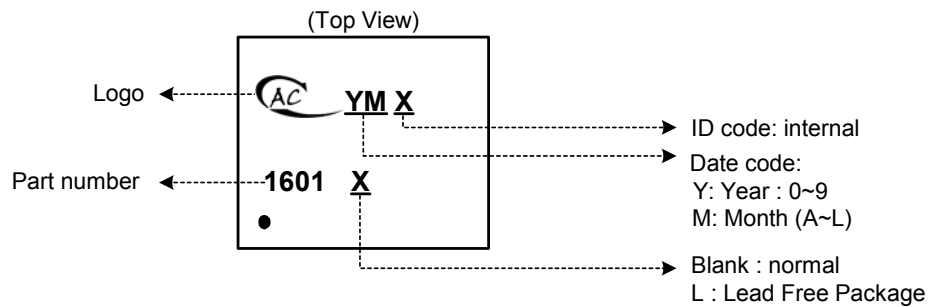 (Top View)
Logo
AC
YM X
ID code: internal
Date code:
Y: Year : 0~9
M: Month (A~L)
Part number
1601 X
Blank : normal
L : Lead Free Package